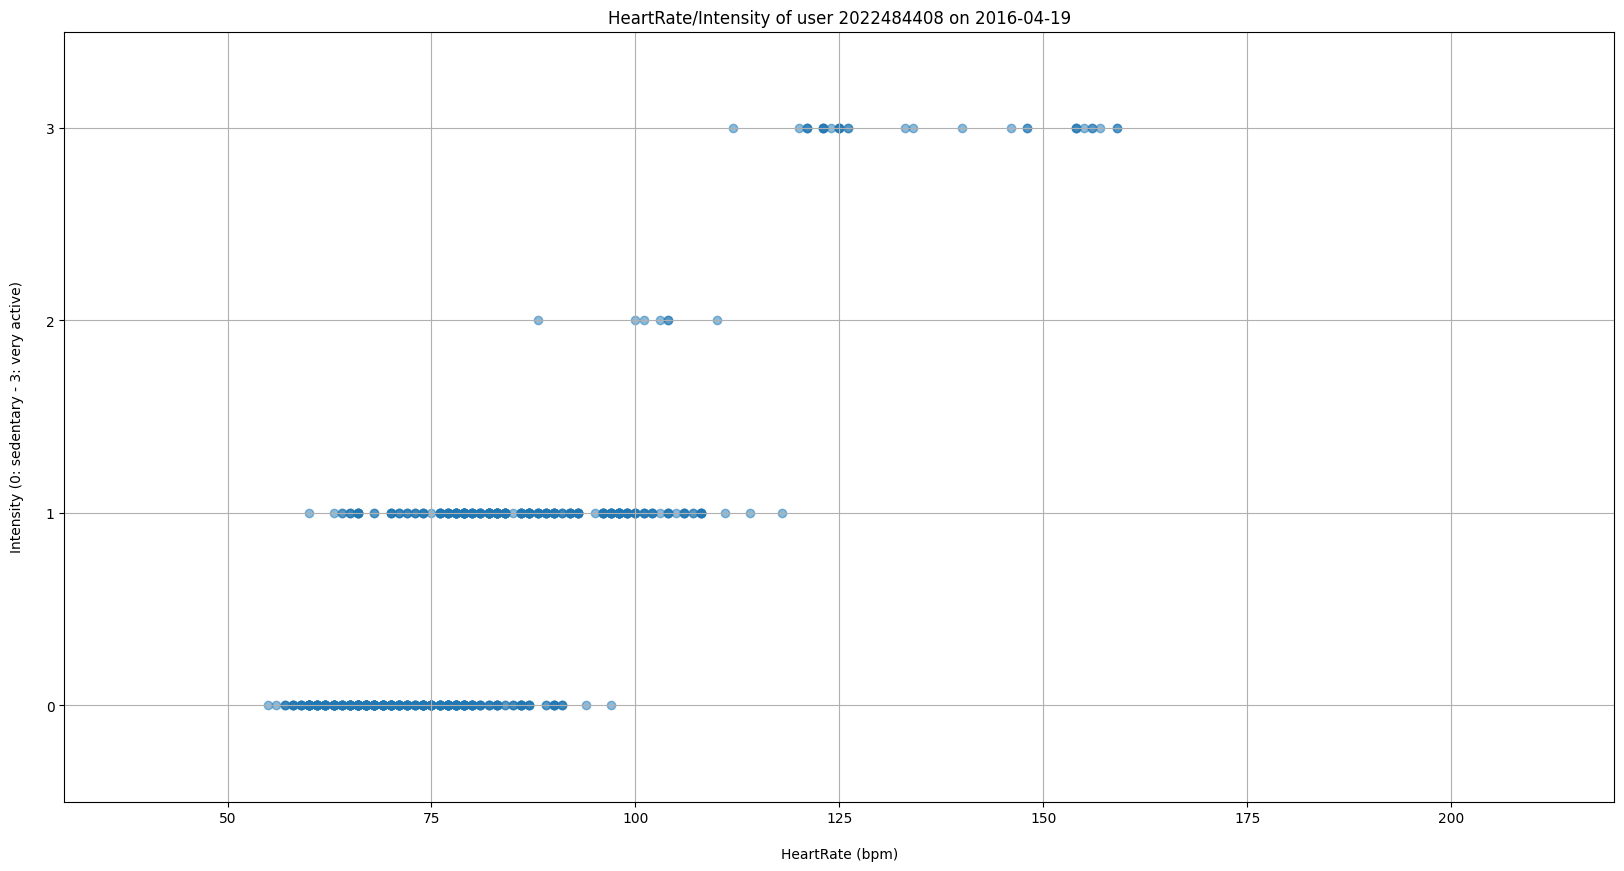 HeartRate/Intensity of user 2022484408 on 2016-04-19
Intensity (0: sedentary - 3: very active)
3
2
1
0
50 75 100 125 150 175 200
HeartRate (bpm)